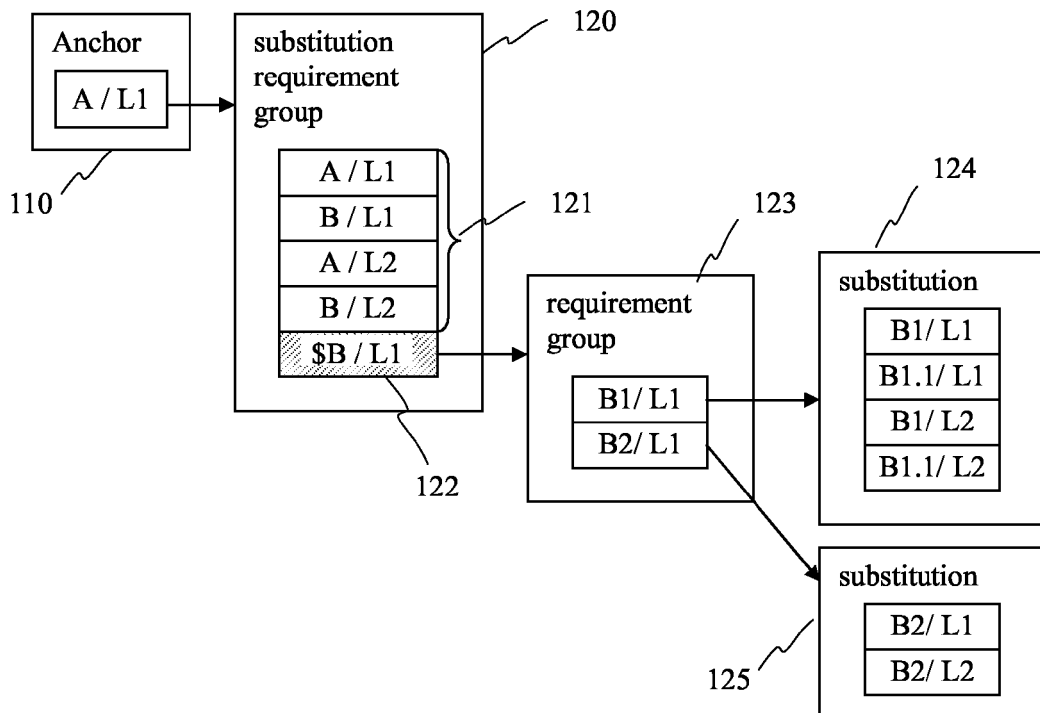 Anchor
A / L1
110
substitution
requirement
group
120
A / L1
B / L1
A / L2
B / L2
121
$B / L1
122
requirement
group
123
B1/ L1
B2/ L1
124
substitution
B1/ L1
B1.1/ L1
B1/ L2
B1.1/ L2
substitution
B2/ L1
B2/ L2
125